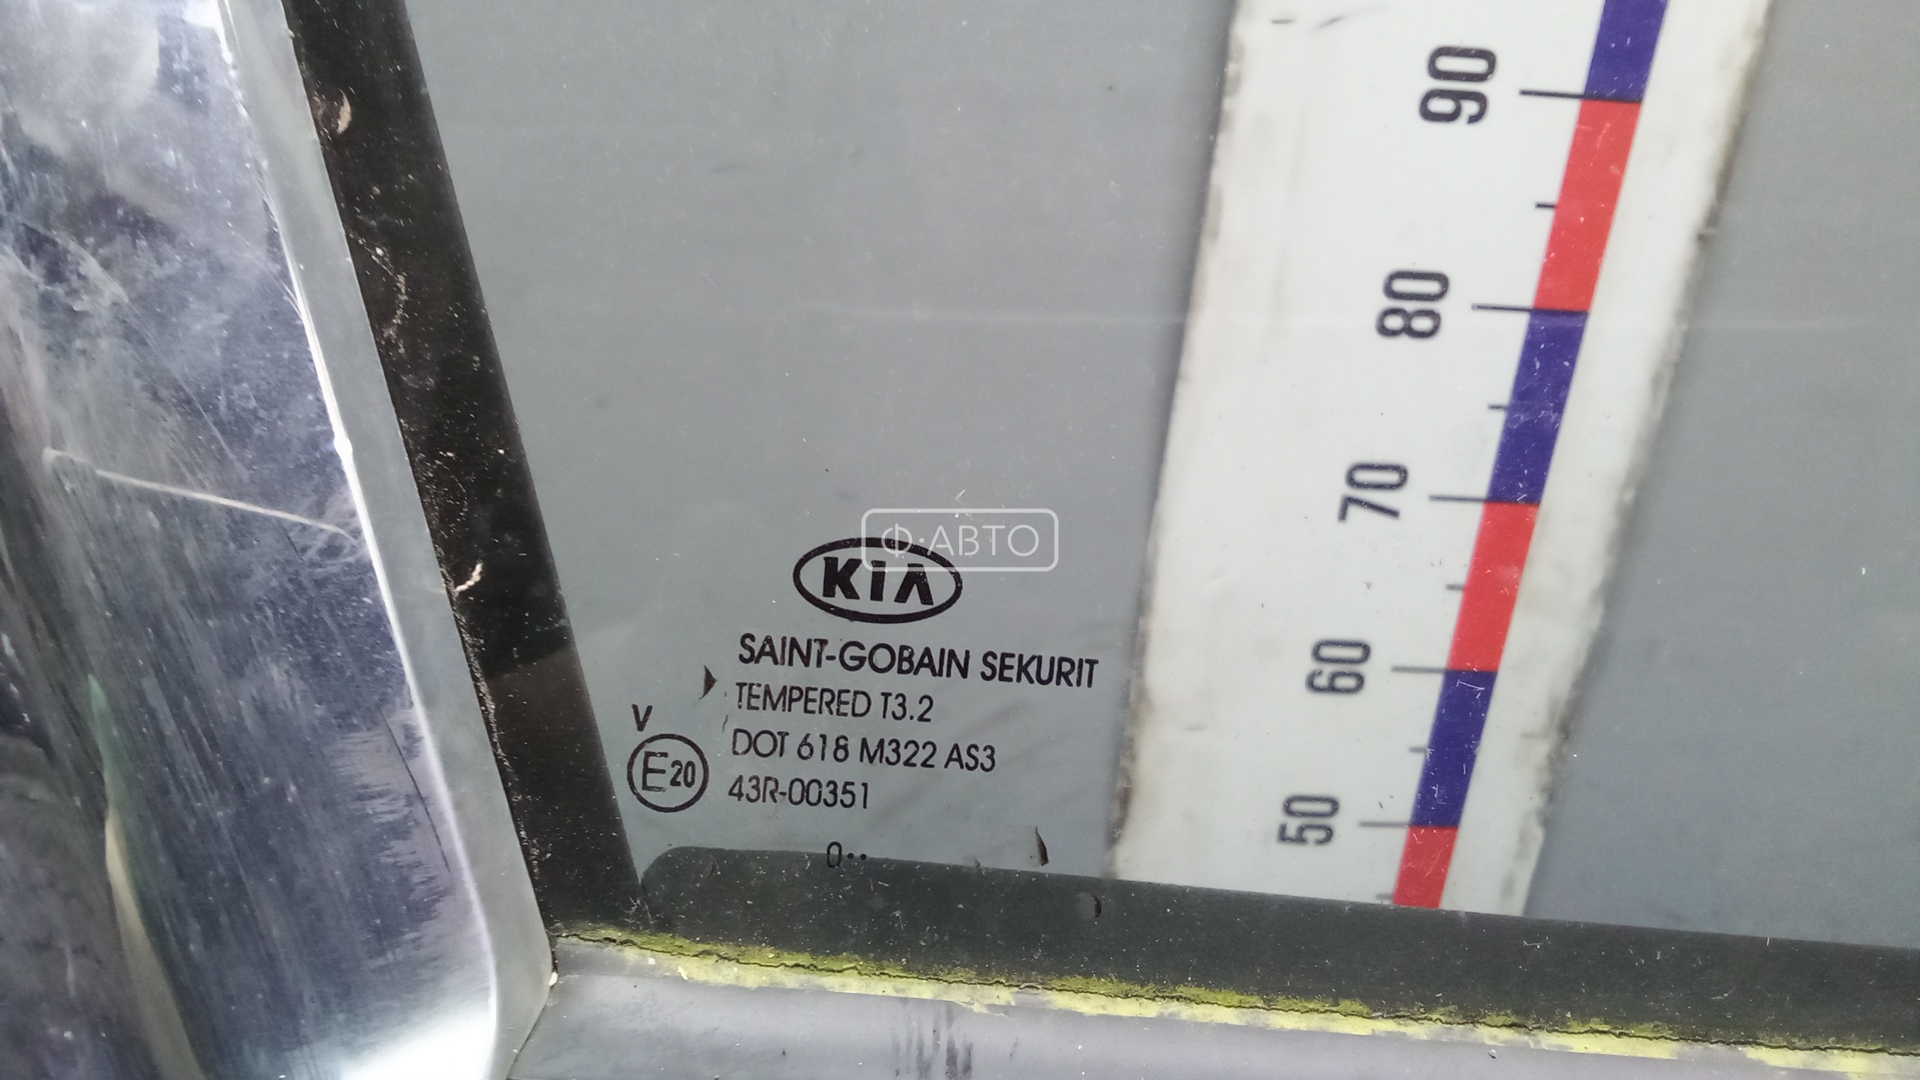 Ф·АВТО
KIA
SAINT-GOBAIN SEKURIT
TEMPERED T3.2
V
DOT 618 M322 AS3
E20
43R-00351
0··
90
80
70
60
50